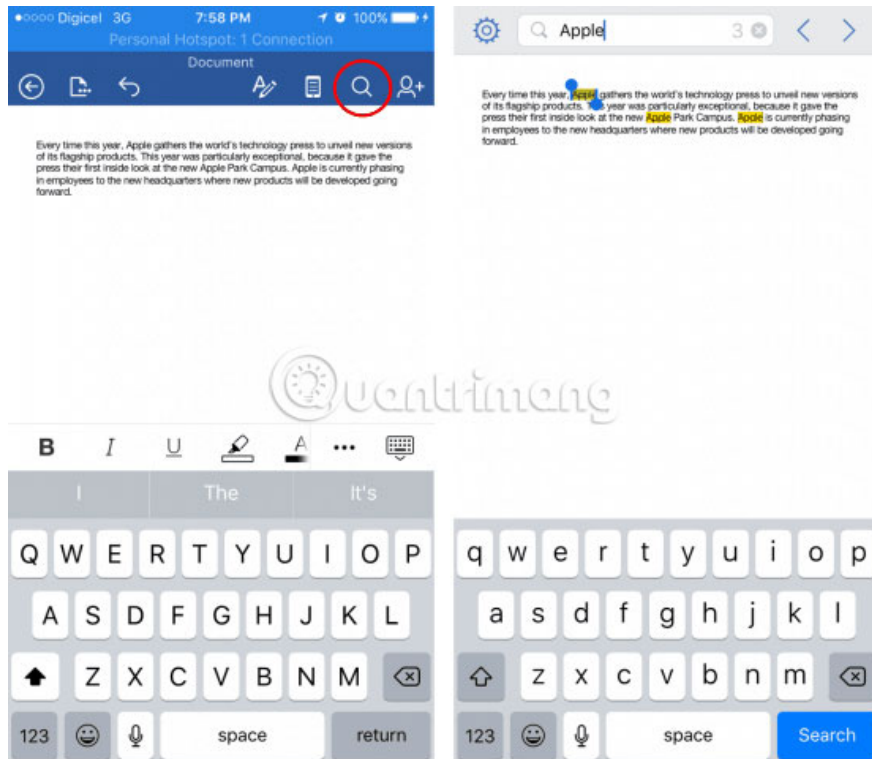 Digicel 3G 7:58 PM 100%
Personal Hotspot: 1 Connection
Document
Every time this year, Apple gathers the world's technology press to unveil new versions
of its flagship products. This year was particularly exceptional, because it gave the
press their first inside look at the new Apple Park Campus. Apple is currently phasing
in employees to the new headquarters where new products will be developed going
forward.
B I U A
I The It's
Q W E R T Y U I O P
A S D F G H J K L
Z X C V B N M
123 space return
Apple 3
Every time this year, Apple gathers the world's technology press to unveil new versions
of its flagship products. This year was particularly exceptional, because it gave the
press their first inside look at the new Apple Park Campus. Apple is currently phasing
in employees to the new headquarters where new products will be developed going
forward.
q w e r t y u i o p
a s d f g h j k l
z x c v b n m
123 space Search
Quantrimang